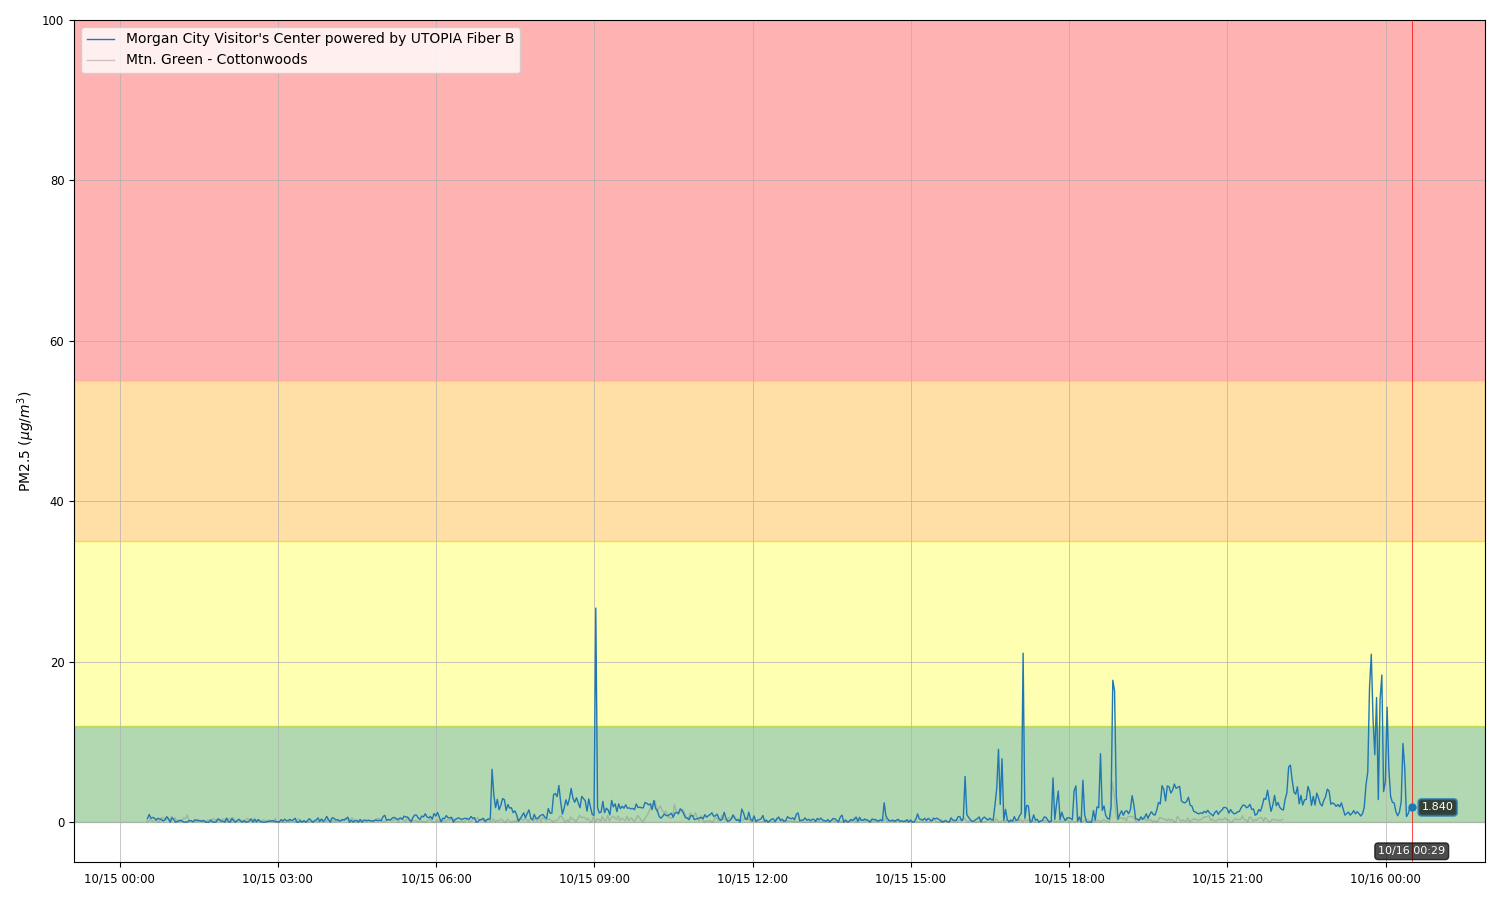 100
80
60
40
20
0
PM2.5 (μg/m³)
Morgan City Visitor's Center powered by UTOPIA Fiber B
Mtn. Green - Cottonwoods
1.840
10/16 00:29
10/15 00:00 10/15 03:00 10/15 06:00 10/15 09:00 10/15 12:00 10/15 15:00 10/15 18:00 10/15 21:00 10/16 00:00